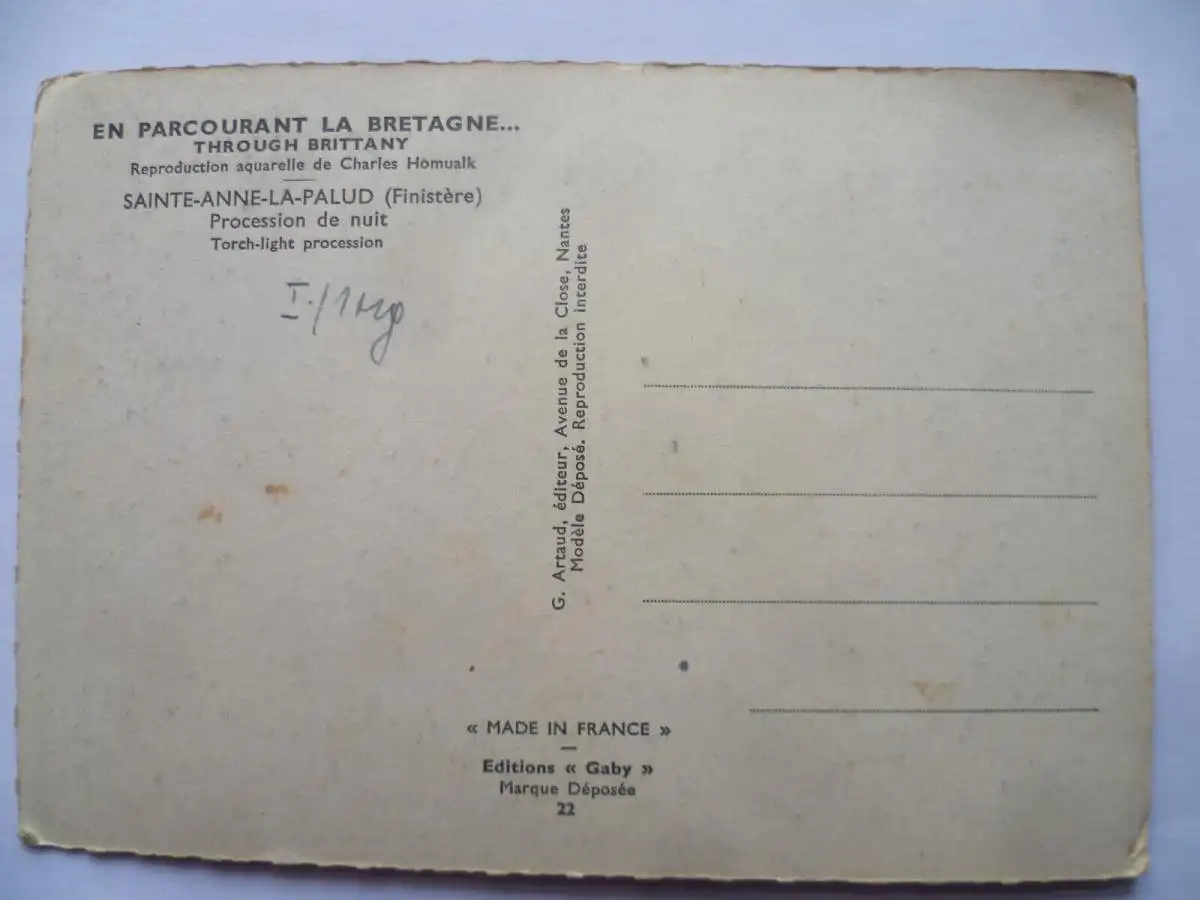 EN PARCOURANT LA BRETAGNE...
THROUGH BRITTANY
Reproduction aquarelle de Charles Homualk
SAINTE-ANNE-LA-PALUD (Finistère)
Procession de nuit
Torch-light procession
G. Artaud, éditeur, Avenue de la Close, Nantes
Modèle Déposé. Reproduction interdite
« MADE IN FRANCE »
Editions « Gaby »
Marque Déposée
22